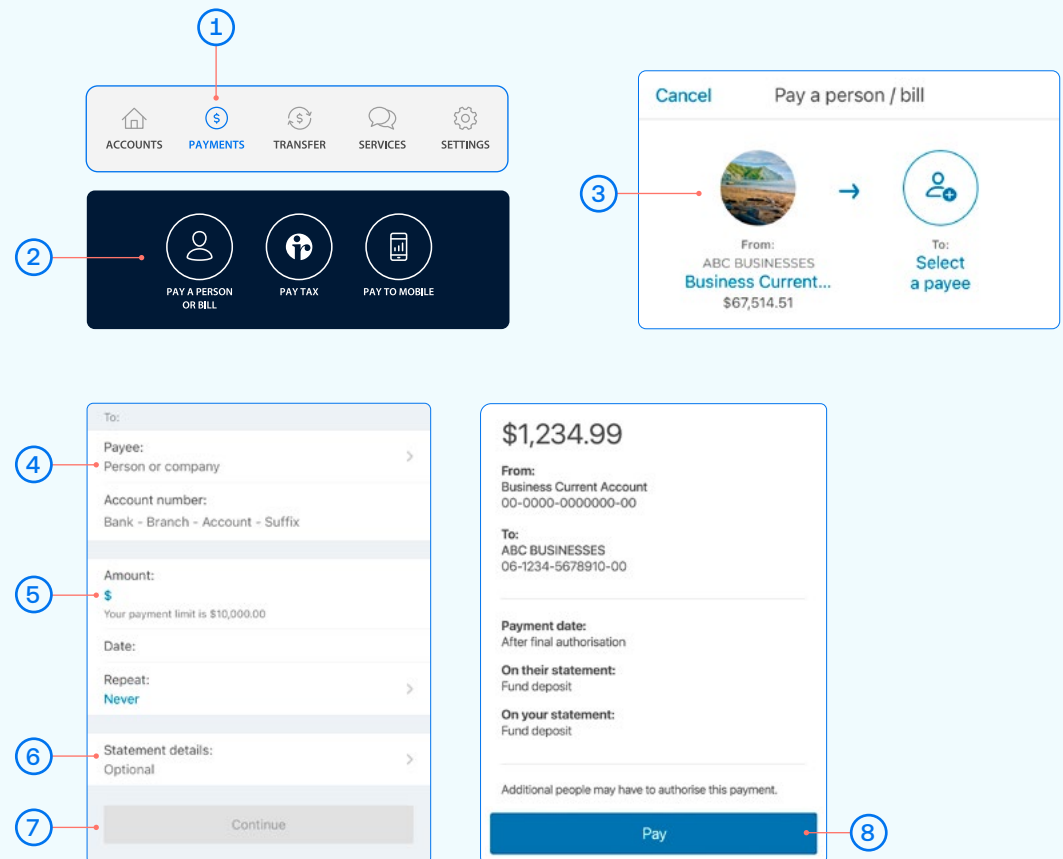 1
ACCOUNTS PAYMENTS TRANSFER SERVICES SETTINGS
2
PAY A PERSON
OR BILL
PAY TAX
PAY TO MOBILE
Cancel Pay a person / bill
3
From:
ABC BUSINESSES
Business Current...
$67,514.51
To:
Select
a payee
To:
4
Payee:
Person or company
Account number:
Bank - Branch - Account - Suffix
5
Amount:
$
Your payment limit is $10,000.00
Date:
Repeat:
Never
6
Statement details:
Optional
7
Continue
$1,234.99
From:
Business Current Account
00-0000-0000000-00
To:
ABC BUSINESSES
06-1234-5678910-00
Payment date:
After final authorisation
On their statement:
Fund deposit
On your statement:
Fund deposit
Additional people may have to authorise this payment.
Pay
8